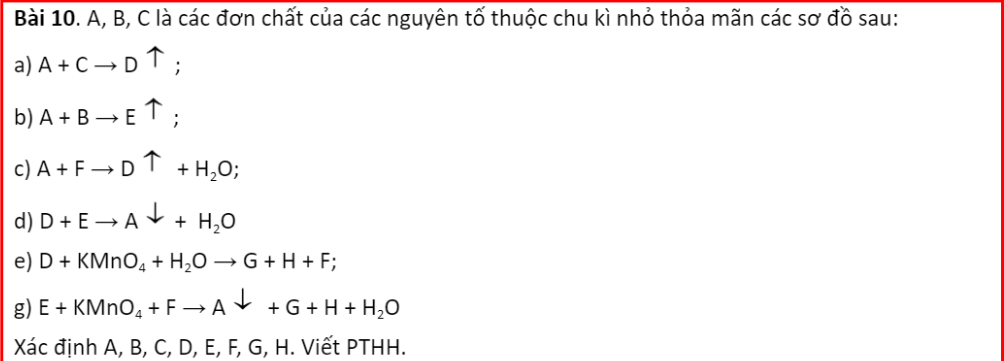 Bài 10. A, B, C là các đơn chất của các nguyên tố thuộc chu kì nhỏ thỏa mãn các sơ đồ sau:
a) A + C → D ↑ ;
b) A + B → E ↑ ;
c) A + F → D ↑ + H₂O;
d) D + E → A ↓ + H₂O
e) D + KMnO₄ + H₂O → G + H + F;
g) E + KMnO₄ + F → A ↓ + G + H + H₂O
Xác định A, B, C, D, E, F, G, H. Viết PTHH.